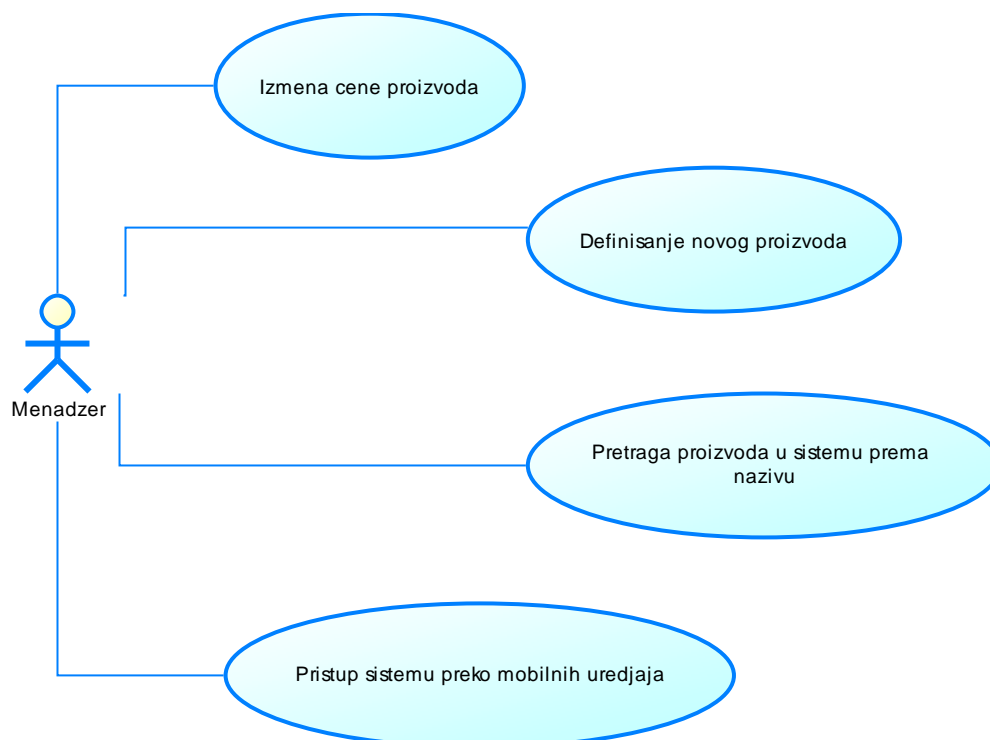 Izmena cene proizvoda
Definisanje novog proizvoda
Menadzer
Pretraga proizvoda u sistemu prema
nazivu
Pristup sistemu preko mobilnih uredjaja